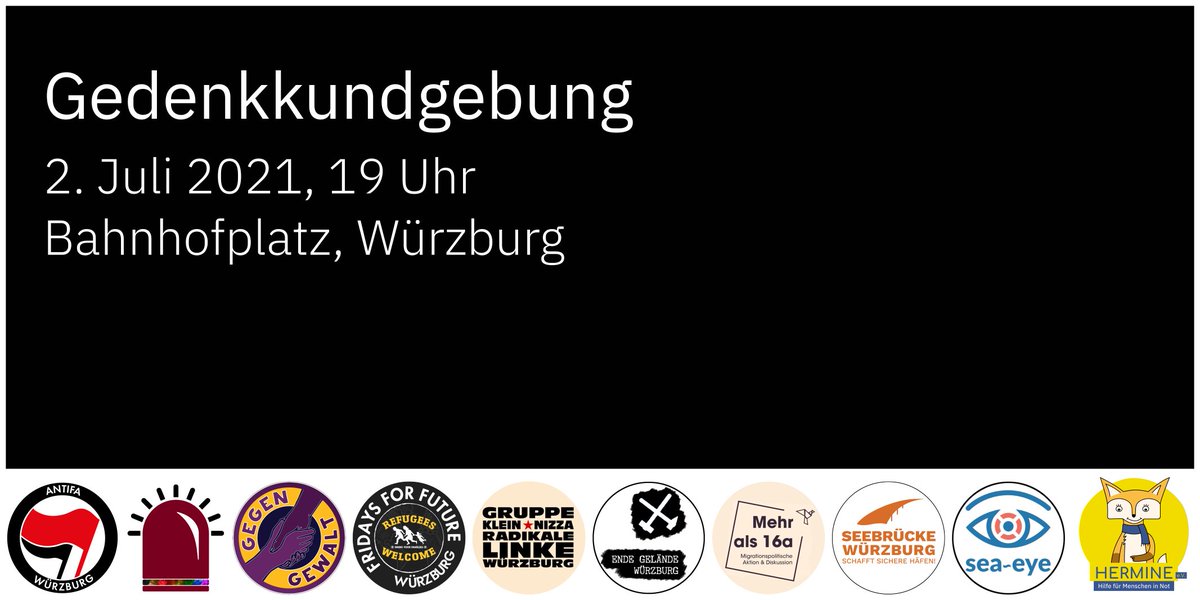 Gedenkkundgebung
2. Juli 2021, 19 Uhr
Bahnhofplatz, Würzburg
ANTIFA
WÜRZBURG
GEGEN
GEWALT
FRIDAYS FOR FUTURE
REFUGEES
WELCOME
WÜRZBURG
GRUPPE
KLEIN★NIZZA
RADIKALE
LINKE
WÜRZBURG
ENDE GELÄNDE
WÜRZBURG
Mehr
als 16a
Migrationspolitische
Aktion & Diskussion
SEEBRÜCKE
WÜRZBURG
SCHAFFT SICHERE HÄFEN!
sea-eye
HERMINE e.V.
Hilfe für Menschen in Not